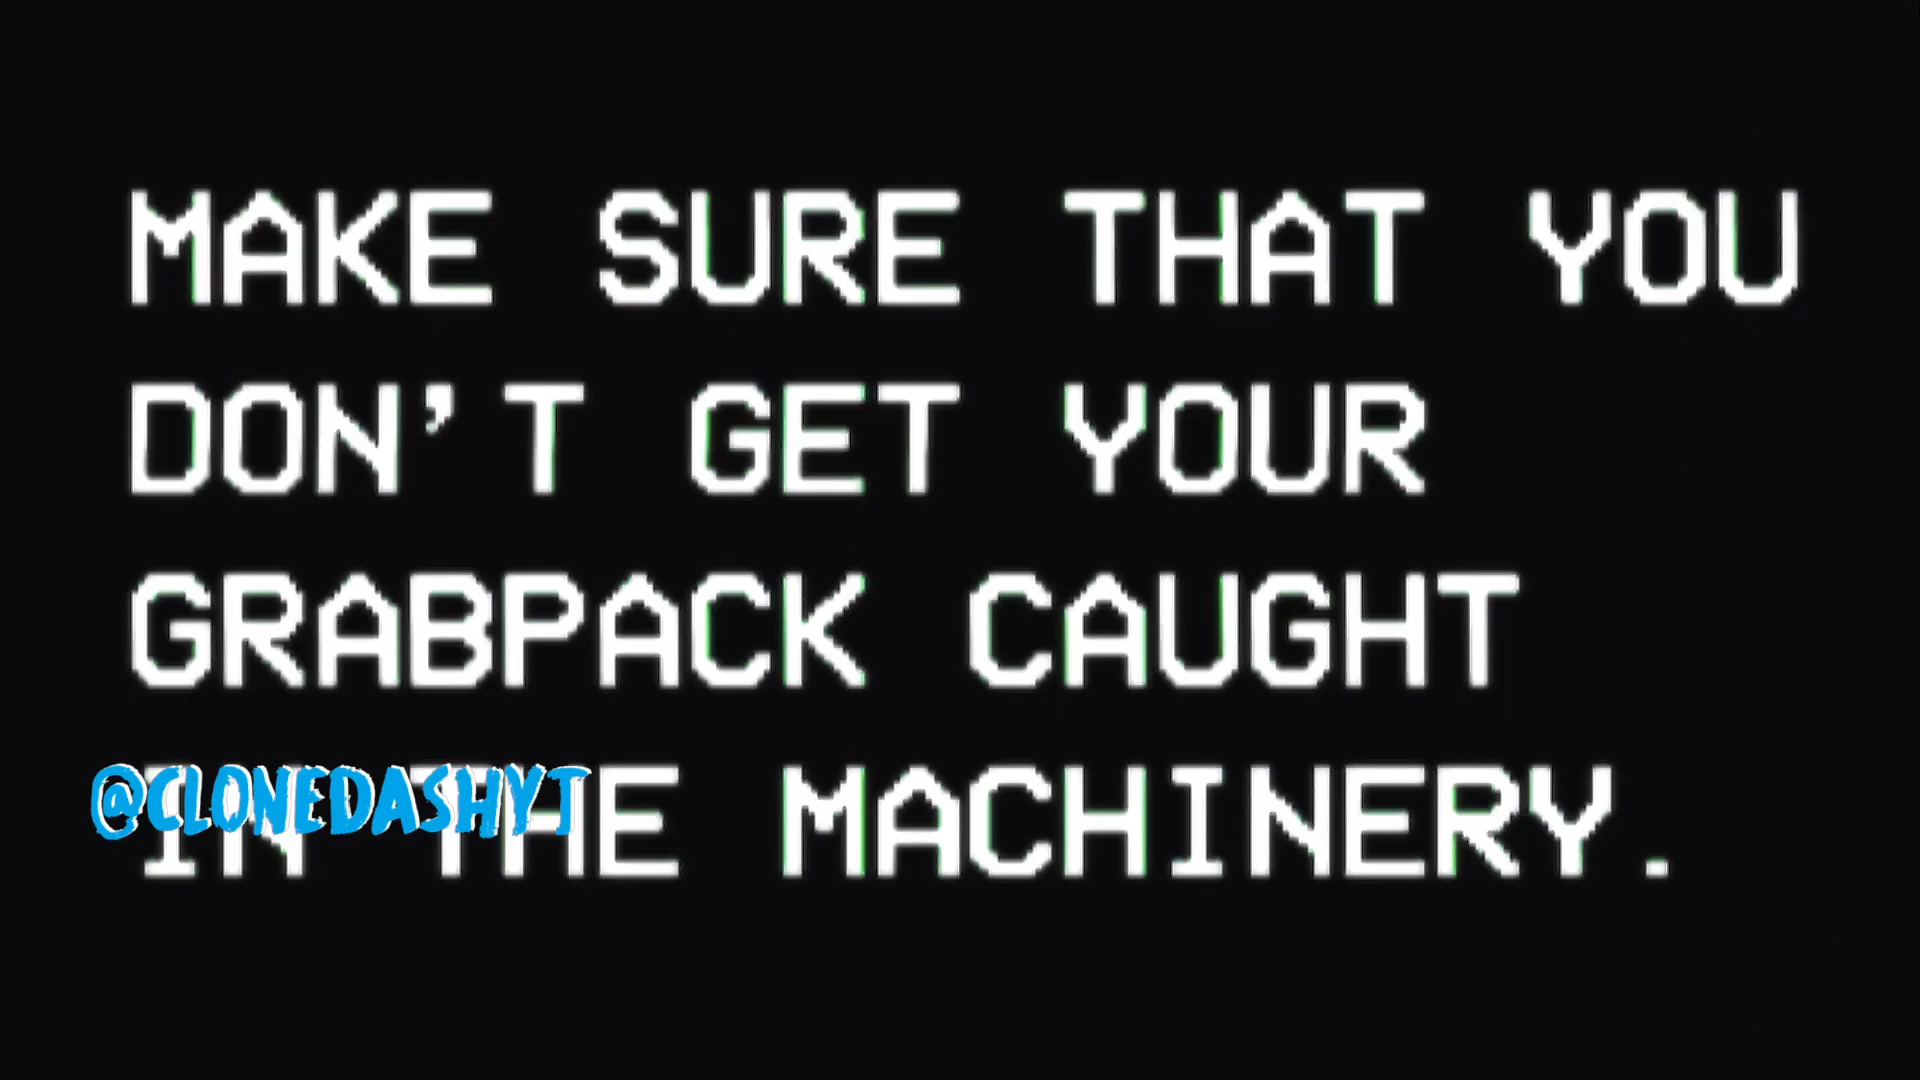 MAKE SURE THAT YOU
DON'T GET YOUR
GRABPACK CAUGHT
IN THE MACHINERY.
@CLONEDASHYT